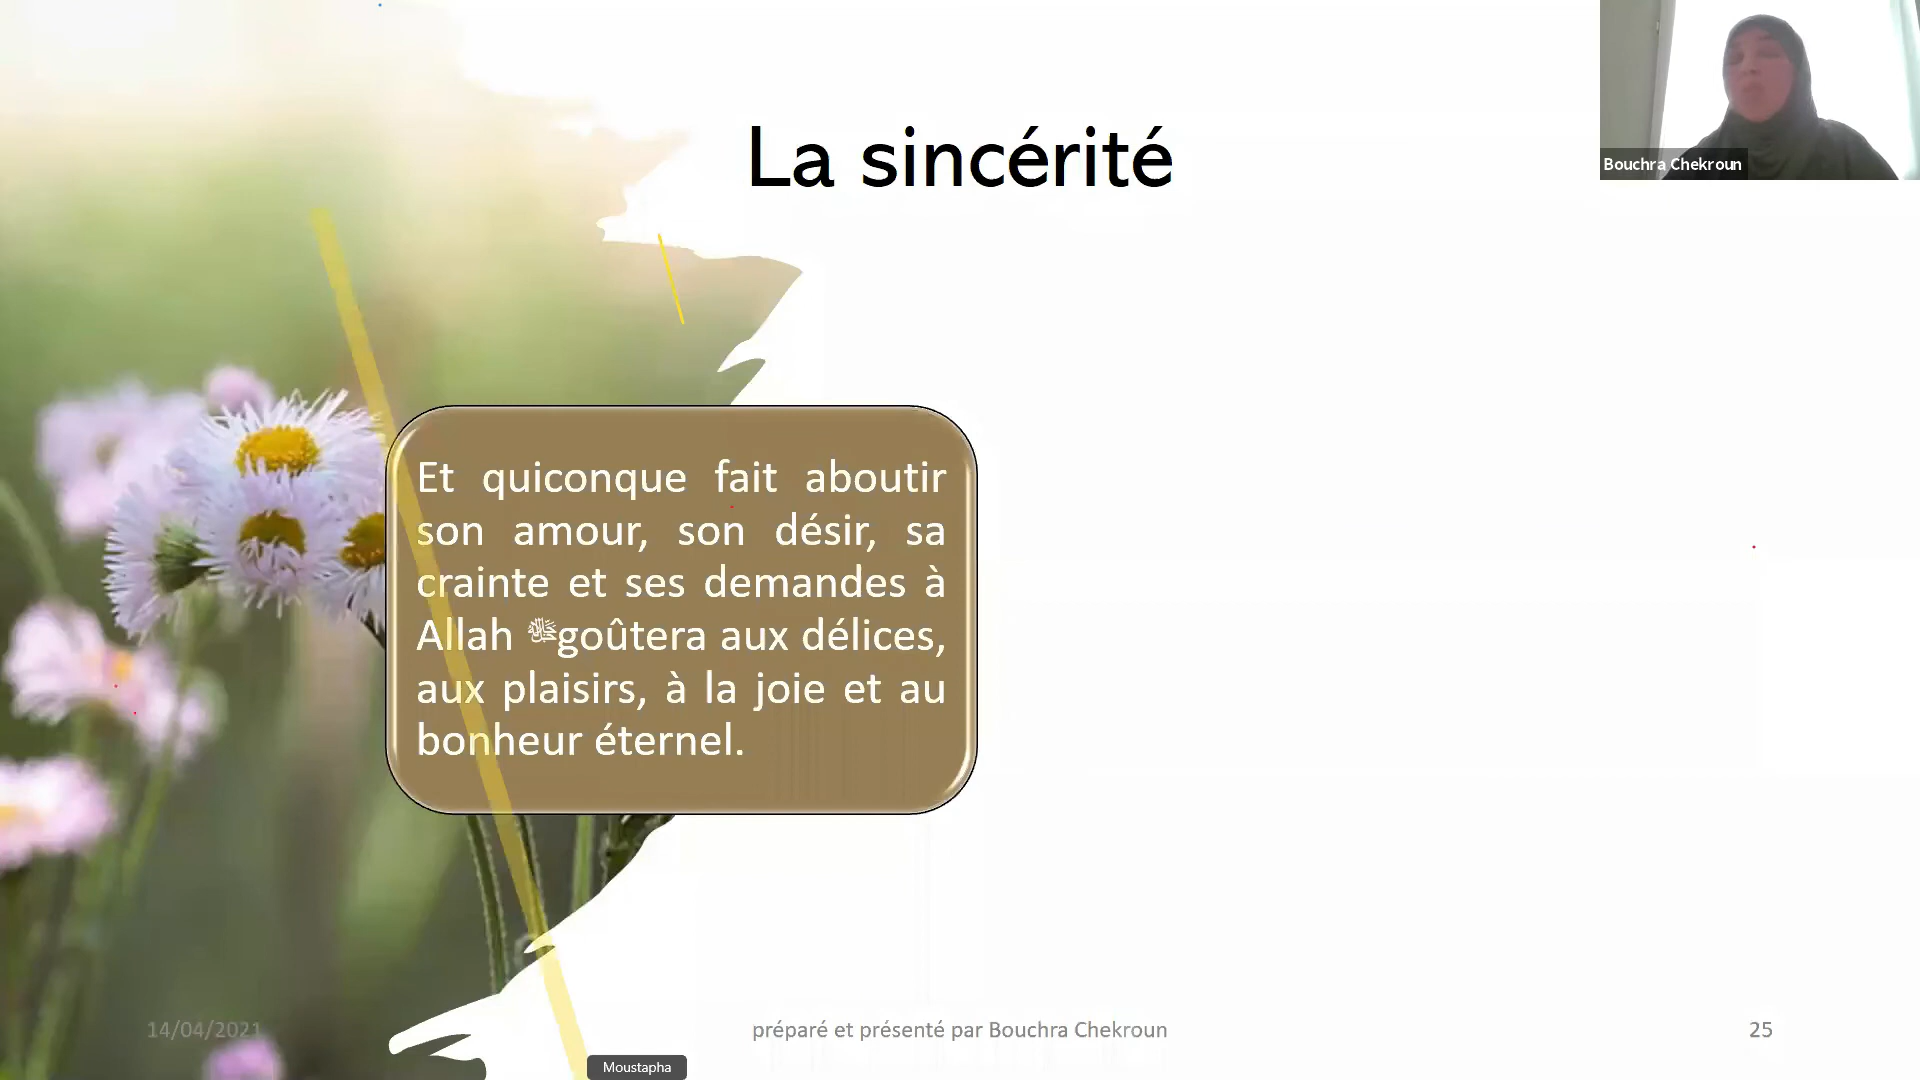 La sincérité
Bouchra Chekroun
Et quiconque fait aboutir
son amour, son désir, sa
crainte et ses demandes à
Allah ﷻgoûtera aux délices,
aux plaisirs, à la joie et au
bonheur éternel.
14/04/2021
préparé et présenté par Bouchra Chekroun
25
Moustapha